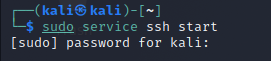 ┌──(kali㉿kali)-[~]
└─$ sudo service ssh start
[sudo] password for kali: